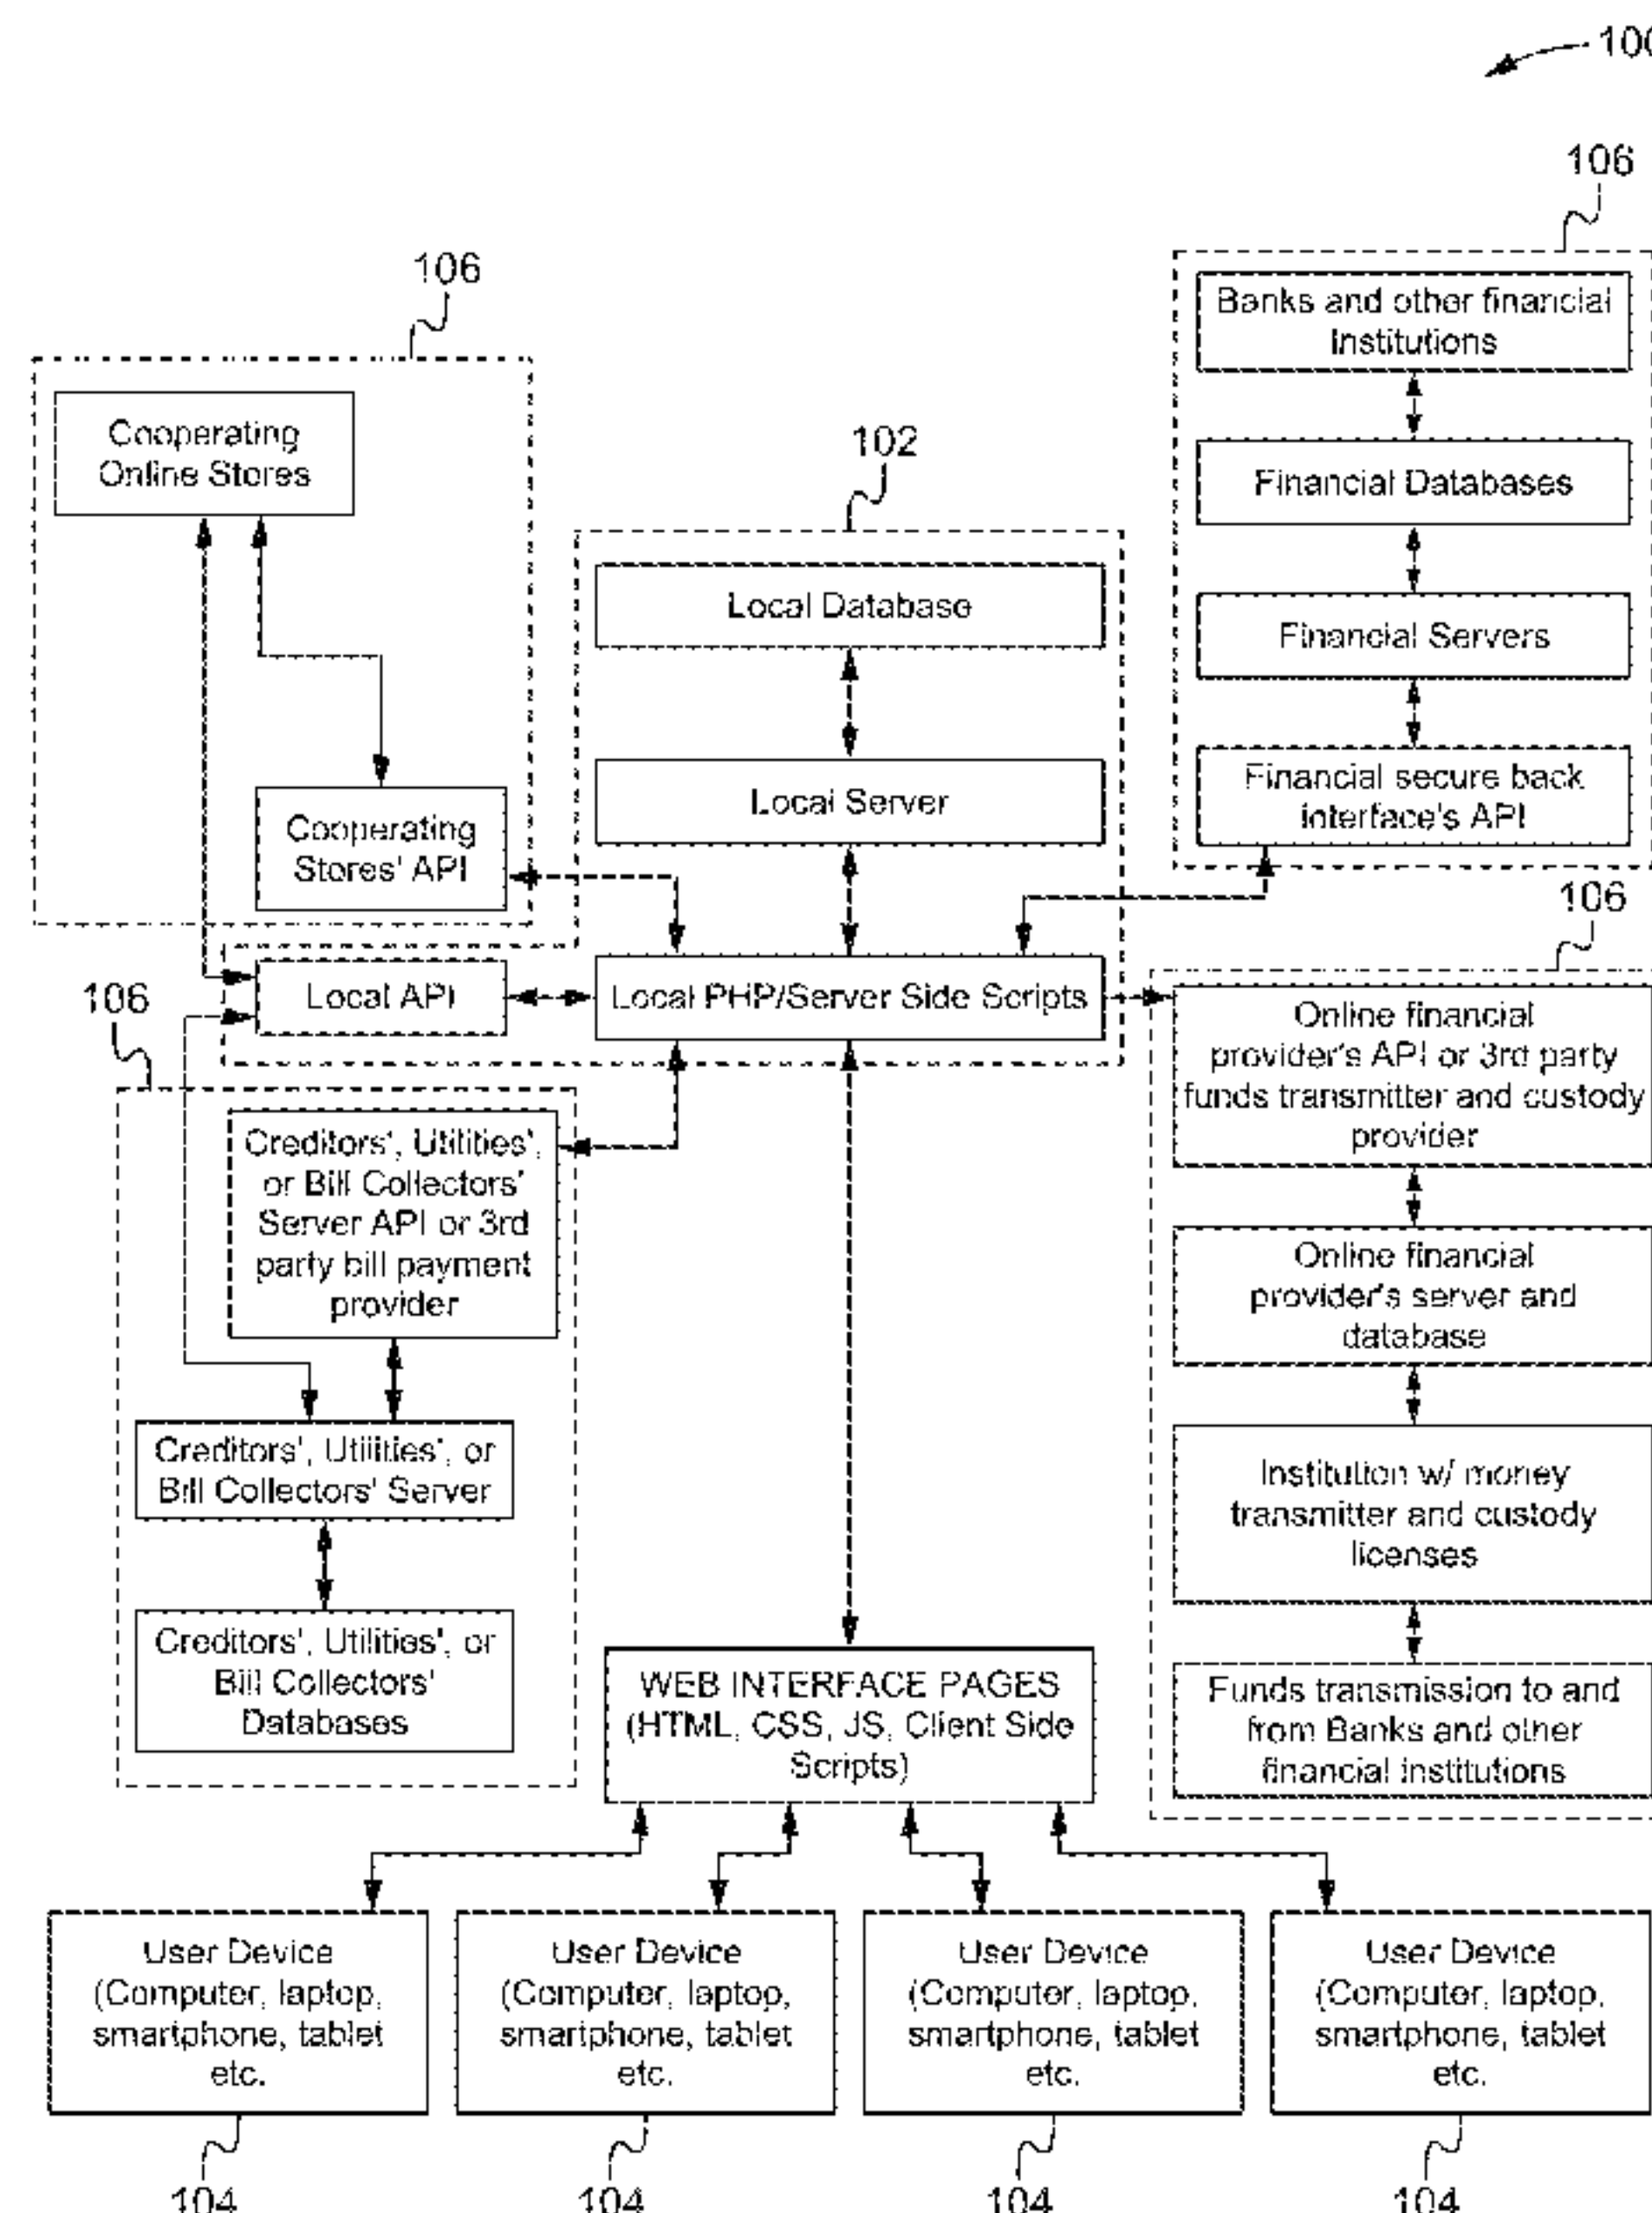 100
106
Banks and other financial
Institutions
Financial Databases
Financial Servers
Financial secure back
interface's API
106
Cooperating
Online Stores
Cooperating
Stores' API
102
Local Database
Local Server
Local API
Local PHP/Server Side Scripts
106
Online financial
provider's API or 3rd party
funds transmitter and custody
provider
Online financial
provider's server and
database
Institution w/ money
transmitter and custody
licenses
Funds transmission to and
from Banks and other
financial institutions
106
Creditors', Utilities',
or Bill Collectors'
Server API or 3rd
party bill payment
provider
Creditors', Utilities', or
Bill Collectors' Server
Creditors', Utilities', or
Bill Collectors'
Databases
WEB INTERFACE PAGES
(HTML, CSS, JS, Client Side
Scripts)
User Device
(Computer, laptop,
smartphone, tablet
etc.
User Device
(Computer, laptop,
smartphone, tablet
etc.
User Device
(Computer, laptop,
smartphone, tablet
etc.
User Device
(Computer, laptop,
smartphone, tablet
etc.
104
104
104
104